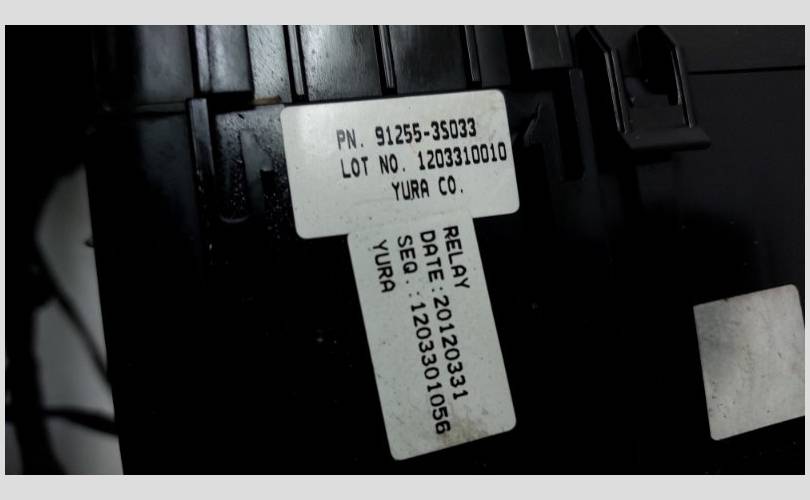 PN. 91255-3S033
LOT NO. 1203310010
YURA CO.
RELAY
DATE:20120331
SEQ.:1203301056
YURA